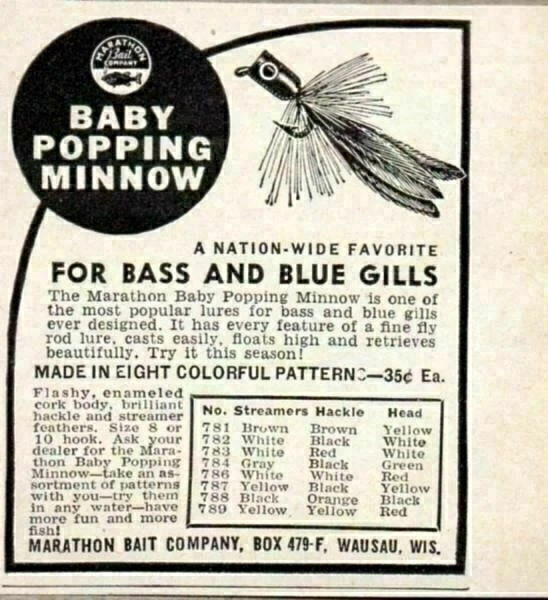 MARATHON
Bait
COMPANY
BABY
POPPING
MINNOW
A NATION-WIDE FAVORITE
FOR BASS AND BLUE GILLS
The Marathon Baby Popping Minnow is one of
the most popular lures for bass and blue gills
ever designed. It has every feature of a fine fly
rod lure, casts easily, floats high and retrieves
beautifully. Try it this season!
MADE IN EIGHT COLORFUL PATTERNS—35¢ Ea.
Flashy, enameled
cork body, brilliant
hackle and streamer
feathers. Size 8 or
10 hook. Ask your
dealer for the Mara-
thon Baby Popping
Minnow—take an as-
sortment of patterns
with you—try them
in any water—have
more fun and more
fish!
No. Streamers Hackle Head
781 Brown Brown Yellow
782 White Black White
783 White Red White
784 Gray Black Green
786 White White Red
787 Yellow Black Yellow
788 Black Orange Black
789 Yellow Yellow Red
MARATHON BAIT COMPANY, BOX 479-F, WAUSAU, WIS.